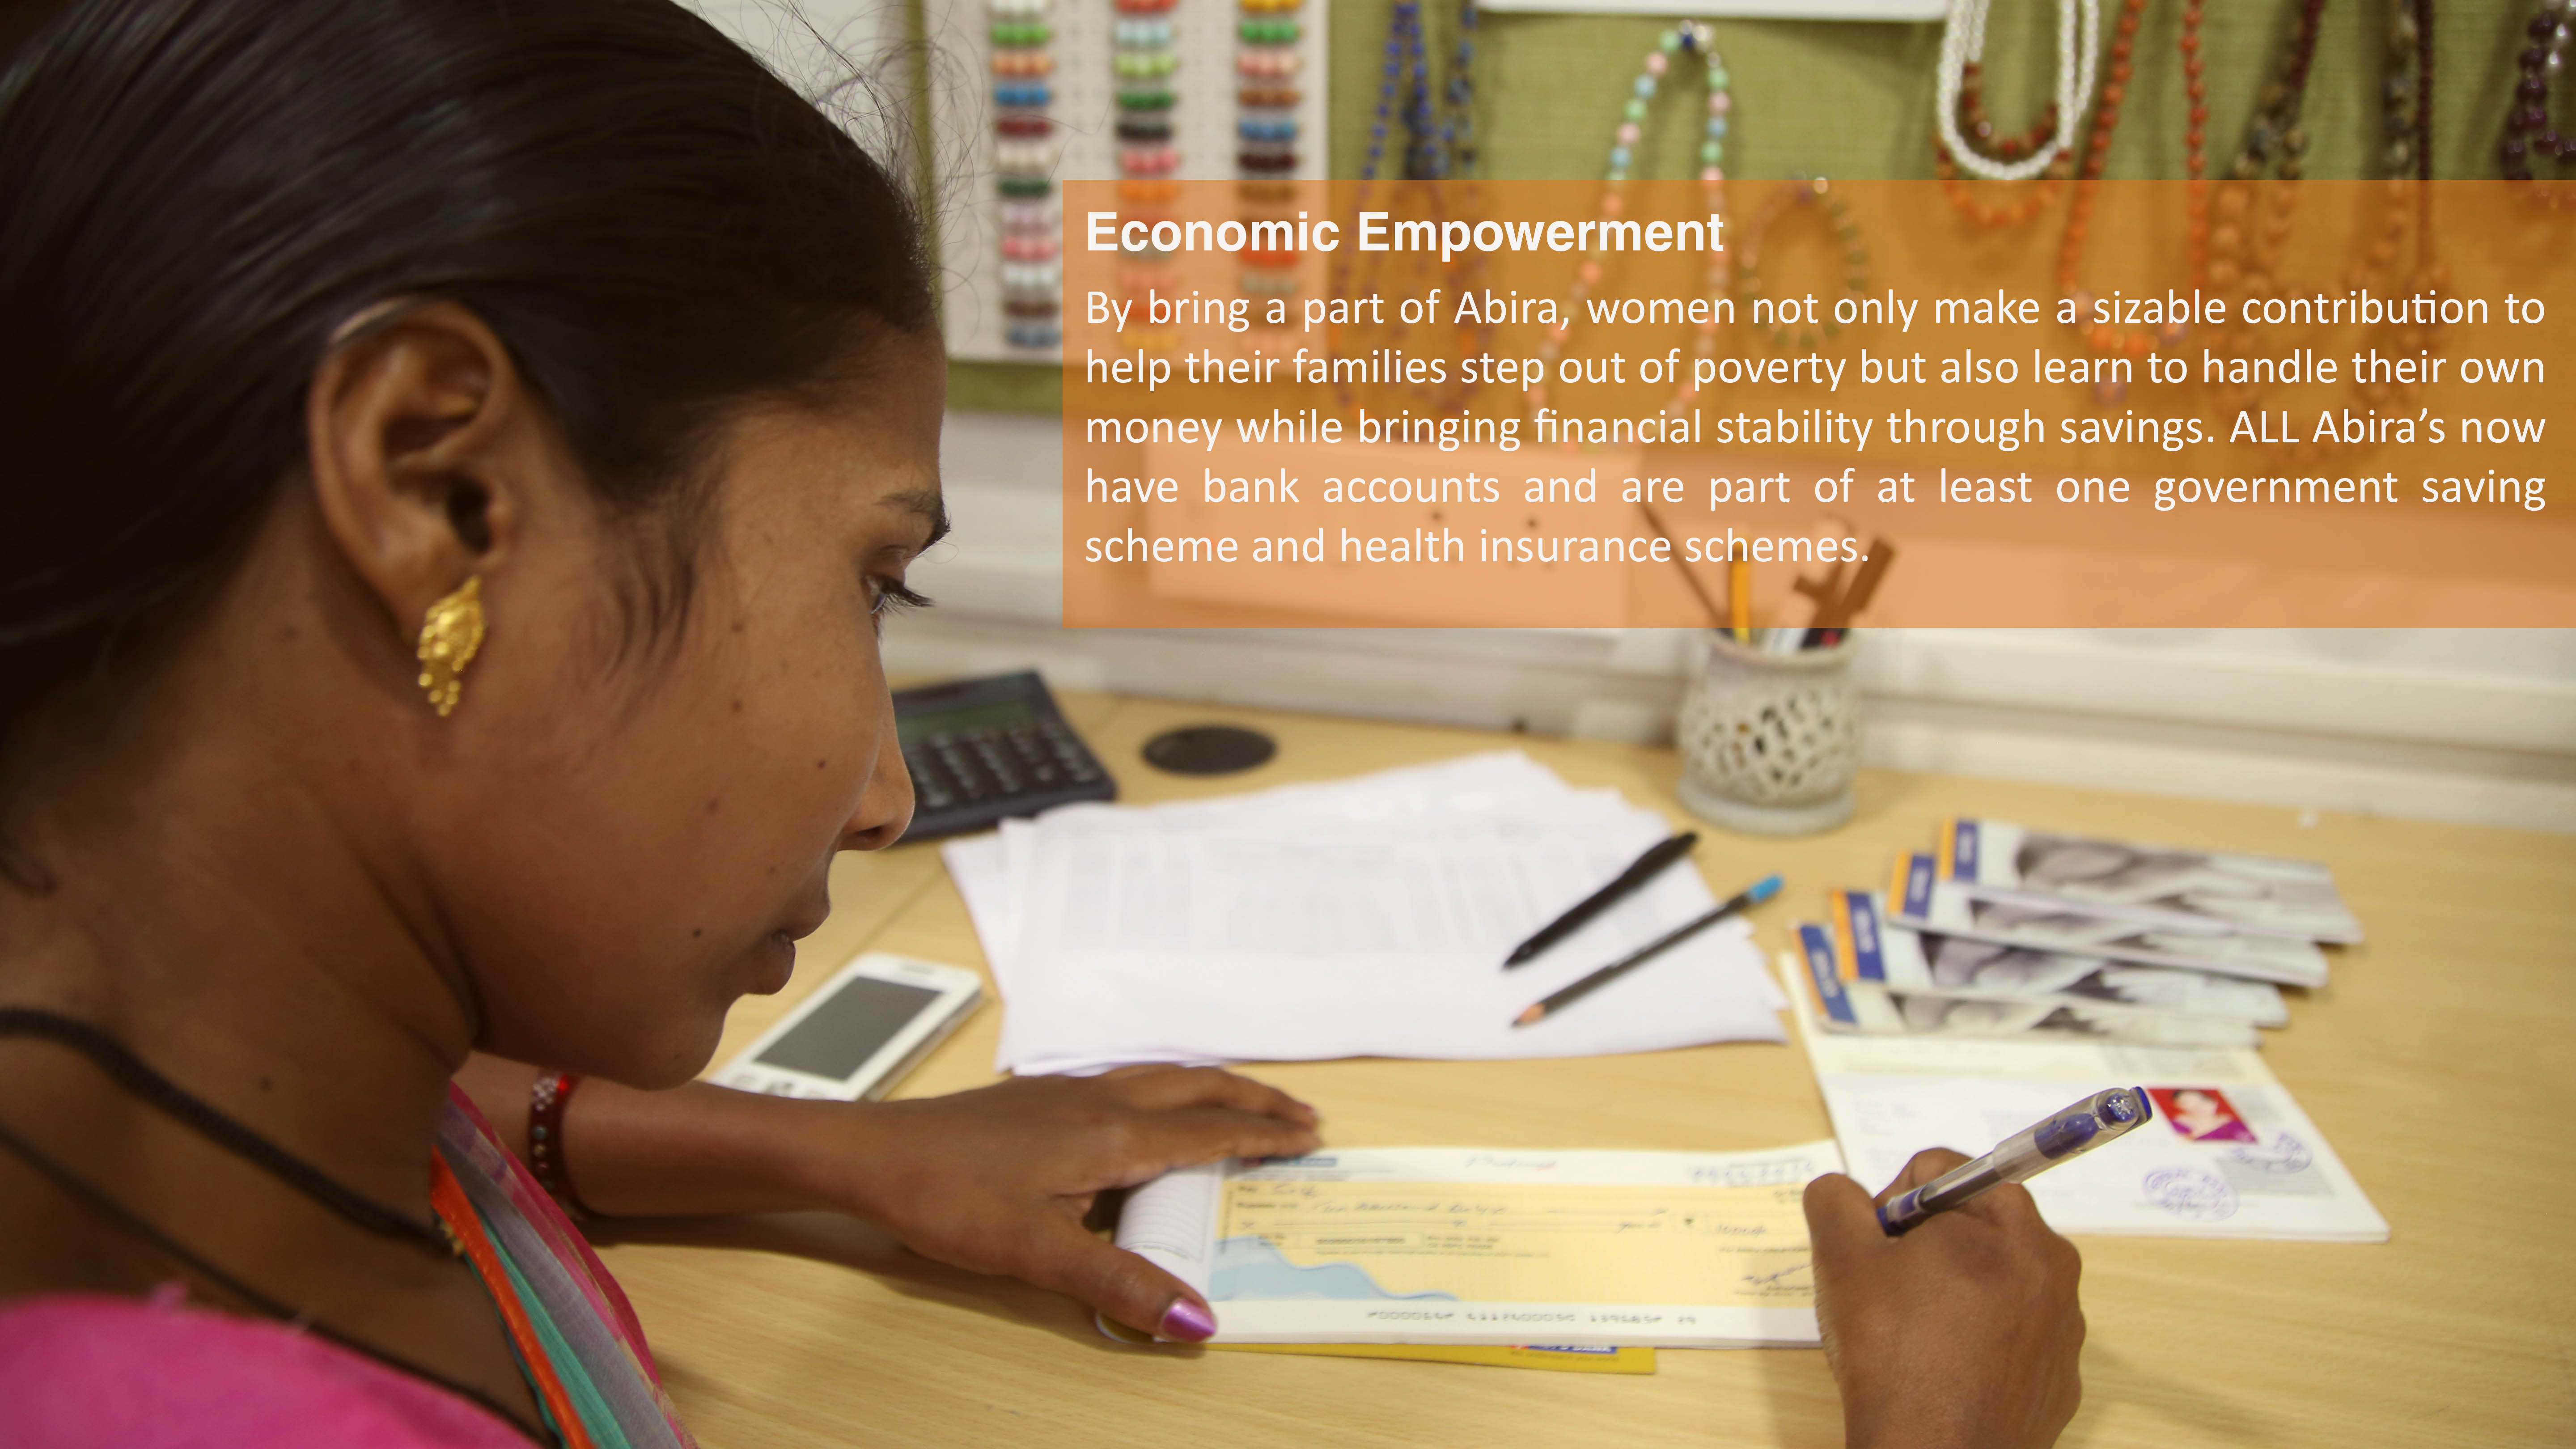 Economic Empowerment
By bring a part of Abira, women not only make a sizable contribution to
help their families step out of poverty but also learn to handle their own
money while bringing financial stability through savings. ALL Abira’s now
have bank accounts and are part of at least one government saving
scheme and health insurance schemes.